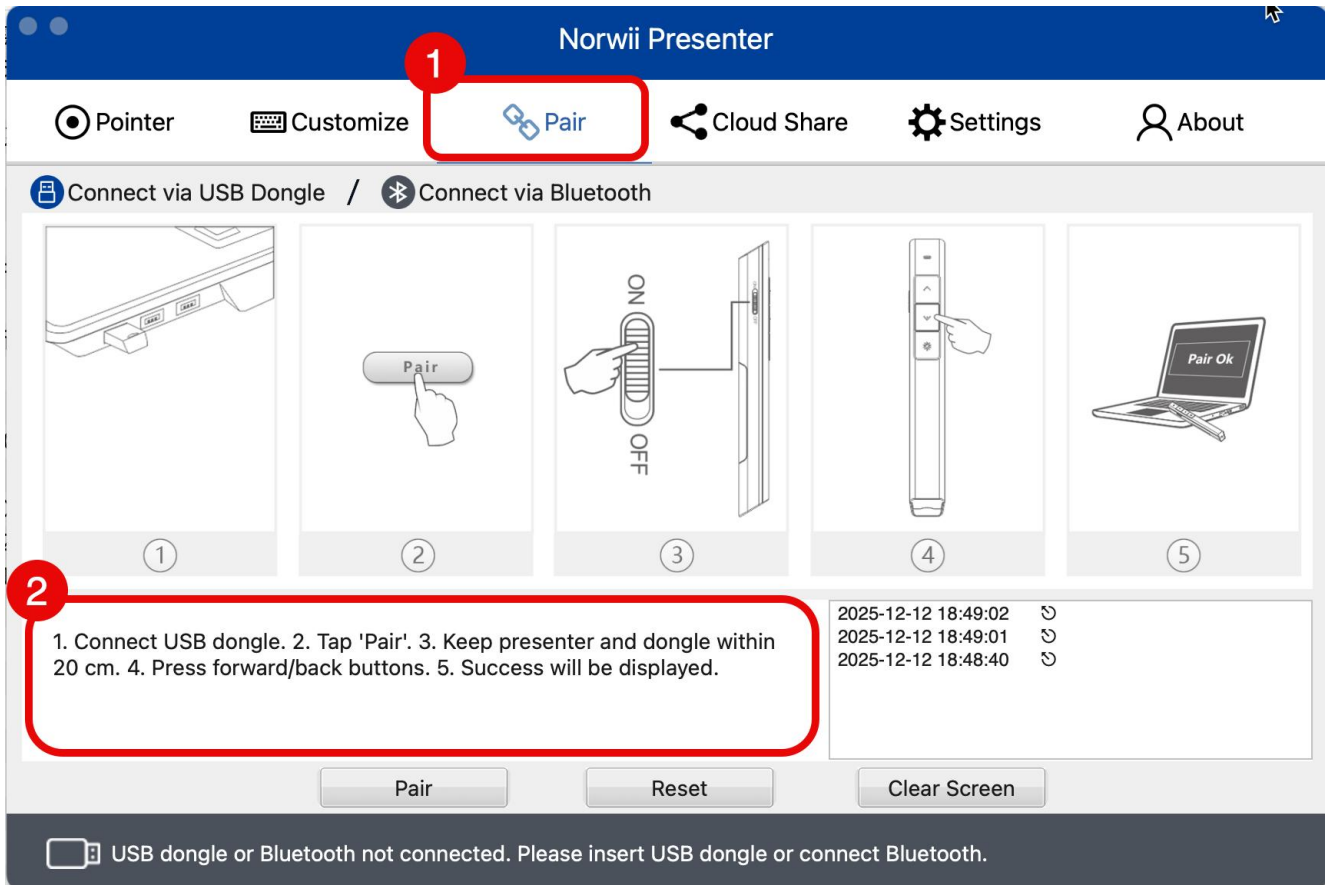 Norwii Presenter
1
Pointer
Customize
Pair
Cloud Share
Settings
About
Connect via USB Dongle / Connect via Bluetooth
Pair
ON
OFF
Pair Ok
1
2
3
4
5
2
1. Connect USB dongle. 2. Tap 'Pair'. 3. Keep presenter and dongle within
20 cm. 4. Press forward/back buttons. 5. Success will be displayed.
2025-12-12 18:49:02
2025-12-12 18:49:01
2025-12-12 18:48:40
Pair
Reset
Clear Screen
USB dongle or Bluetooth not connected. Please insert USB dongle or connect Bluetooth.